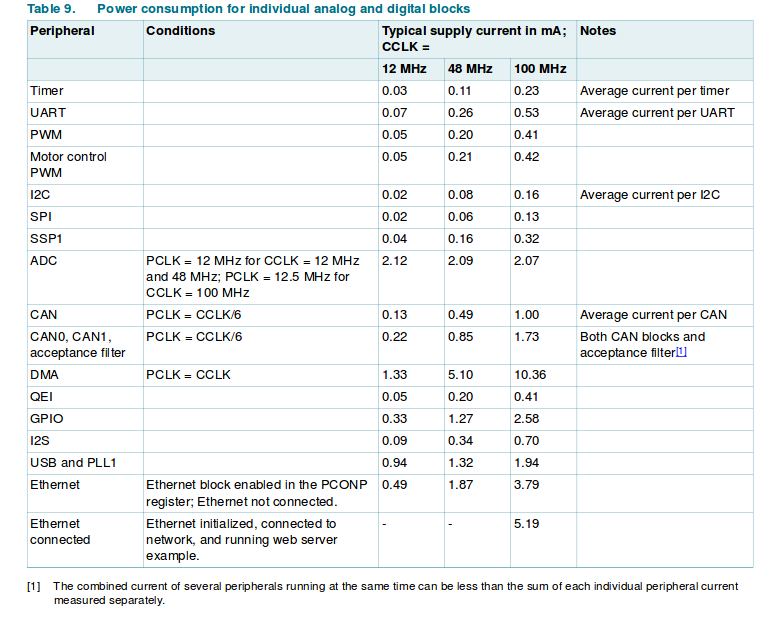 Table 9. Power consumption for individual analog and digital blocks
Peripheral Conditions Typical supply current in mA; Notes
CCLK =
12 MHz 48 MHz 100 MHz
Timer 0.03 0.11 0.23 Average current per timer
UART 0.07 0.26 0.53 Average current per UART
PWM 0.05 0.20 0.41
Motor control 0.05 0.21 0.42
PWM
I2C 0.02 0.08 0.16 Average current per I2C
SPI 0.02 0.06 0.13
SSP1 0.04 0.16 0.32
ADC PCLK = 12 MHz for CCLK = 12 MHz 2.12 2.09 2.07
and 48 MHz; PCLK = 12.5 MHz for
CCLK = 100 MHz
CAN PCLK = CCLK/6 0.13 0.49 1.00 Average current per CAN
CAN0, CAN1, PCLK = CCLK/6 0.22 0.85 1.73 Both CAN blocks and
acceptance filter acceptance filter[1]
DMA PCLK = CCLK 1.33 5.10 10.36
QEI 0.05 0.20 0.41
GPIO 0.33 1.27 2.58
I2S 0.09 0.34 0.70
USB and PLL1 0.94 1.32 1.94
Ethernet Ethernet block enabled in the PCONP 0.49 1.87 3.79
register; Ethernet not connected.
Ethernet Ethernet initialized, connected to - - 5.19
connected network, and running web server
example.
[1] The combined current of several peripherals running at the same time can be less than the sum of each individual peripheral current
measured separately.